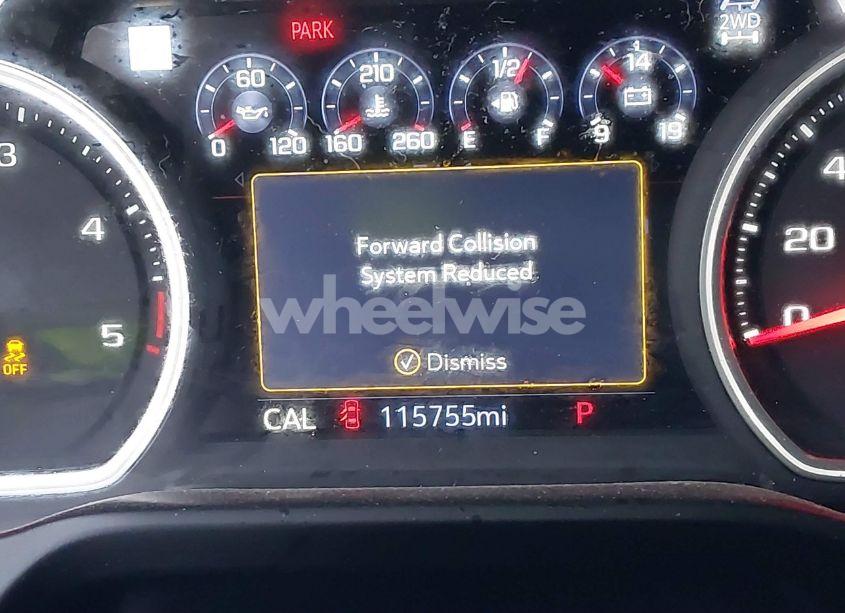 PARK
2WD
60
0
120
210
160
260
1/2
E
F
14
9
19
3
4
5
OFF
4
20
0
Forward Collision
System Reduced
wheelwise
Dismiss
CAL
115755mi
P